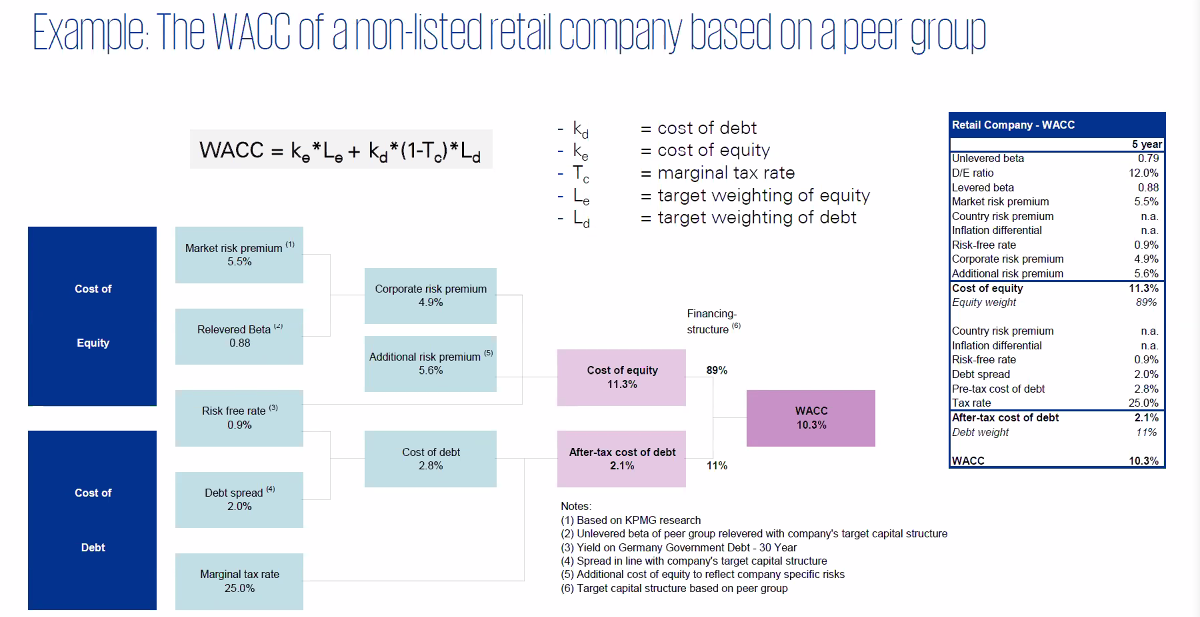 Example: The WACC of a non-listed retail company based on a peer group
WACC = ke*Le + kd*(1-Tc)*Ld
- kd = cost of debt
- ke = cost of equity
- Tc = marginal tax rate
- Le = target weighting of equity
- Ld = target weighting of debt
Cost of
Equity
Cost of
Debt
Market risk premium (1)
5.5%
Relevered Beta (2)
0.88
Risk free rate (3)
0.9%
Debt spread (4)
2.0%
Marginal tax rate
25.0%
Corporate risk premium
4.9%
Additional risk premium (5)
5.6%
Cost of debt
2.8%
Cost of equity
11.3%
After-tax cost of debt
2.1%
Financing-
structure (6)
89%
11%
WACC
10.3%
Notes:
(1) Based on KPMG research
(2) Unlevered beta of peer group relevered with company's target capital structure
(3) Yield on Germany Government Debt - 30 Year
(4) Spread in line with company's target capital structure
(5) Additional cost of equity to reflect company specific risks
(6) Target capital structure based on peer group
Retail Company - WACC
5 year
Unlevered beta 0.79
D/E ratio 12.0%
Levered beta 0.88
Market risk premium 5.5%
Country risk premium n.a.
Inflation differential n.a.
Risk-free rate 0.9%
Corporate risk premium 4.9%
Additional risk premium 5.6%
Cost of equity 11.3%
Equity weight 89%
Country risk premium n.a.
Inflation differential n.a.
Risk-free rate 0.9%
Debt spread 2.0%
Pre-tax cost of debt 2.8%
Tax rate 25.0%
After-tax cost of debt 2.1%
Debt weight 11%
WACC 10.3%